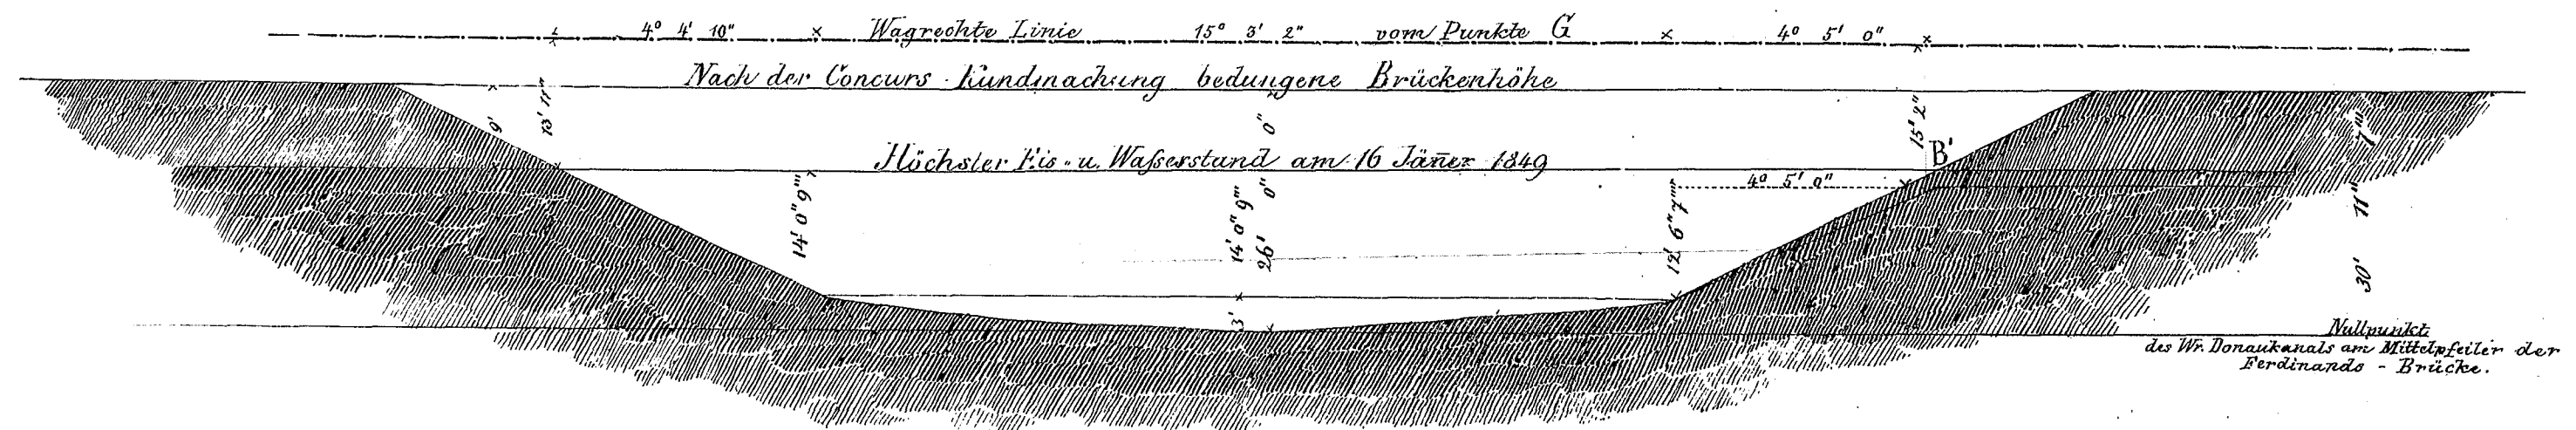 4° 4' 10" Wagrechte Linie 15° 3' 2" vom Punkte G 4° 5' 0"
Nach der Concurs-Kundmachung bedungene Brückenhöhe
9'
13' 11"
0"
15' 2"
7'''
Höchster Eis- u. Waßerstand am 16 Jäner 1849
B'
4° 5' 0"
14' 0" 9'''
14' 0" 9'''
26' 0"
12' 6" 7'''
11"
30'
3'
Nullpunkt
des Wr. Donaukanals am Mittelpfeiler der
Ferdinands - Brücke.